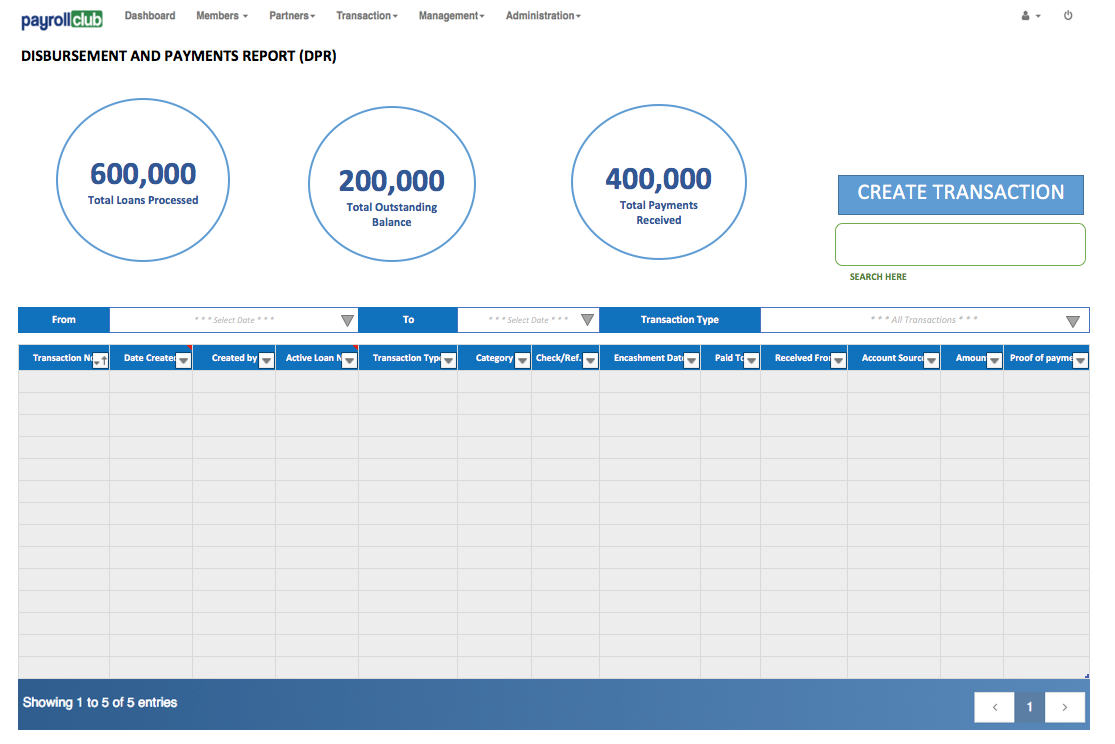 payrollclub
Dashboard Members Partners Transaction Management Administration
DISBURSEMENT AND PAYMENTS REPORT (DPR)
600,000
Total Loans Processed
200,000
Total Outstanding
Balance
400,000
Total Payments
Received
CREATE TRANSACTION
SEARCH HERE
From * * * Select Date * * * To * * * Select Date * * * Transaction Type * * * All Transactions * * *
Transaction No Date Created Created by Active Loan N Transaction Type Category Check/Ref. Encashment Date Paid To Received From Account Source Amoun Proof of payme
Showing 1 to 5 of 5 entries
‹ 1 ›